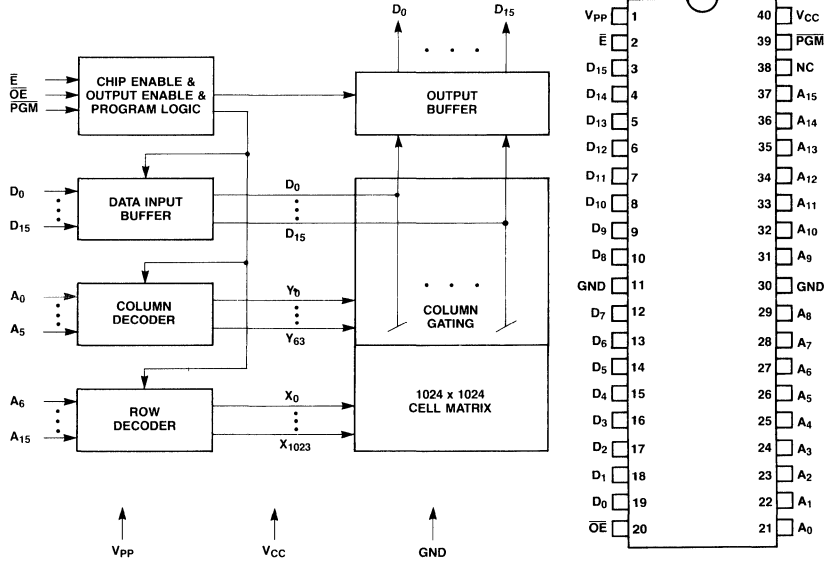 D0 D15
CHIP ENABLE &
OUTPUT ENABLE &
PROGRAM LOGIC
E̅
O̅E̅
P̅G̅M̅
OUTPUT
BUFFER
D0
D15
DATA INPUT
BUFFER
D0
D15
A0
A5
COLUMN
DECODER
Y0
Y63
COLUMN
GATING
A6
A15
ROW
DECODER
X0
X1023
1024 x 1024
CELL MATRIX
VPP
VCC
GND
VPP 1 40 VCC
E̅ 2 39 P̅G̅M̅
D15 3 38 NC
D14 4 37 A15
D13 5 36 A14
D12 6 35 A13
D11 7 34 A12
D10 8 33 A11
D9 9 32 A10
D8 10 31 A9
GND 11 30 GND
D7 12 29 A8
D6 13 28 A7
D5 14 27 A6
D4 15 26 A5
D3 16 25 A4
D2 17 24 A3
D1 18 23 A2
D0 19 22 A1
O̅E̅ 20 21 A0